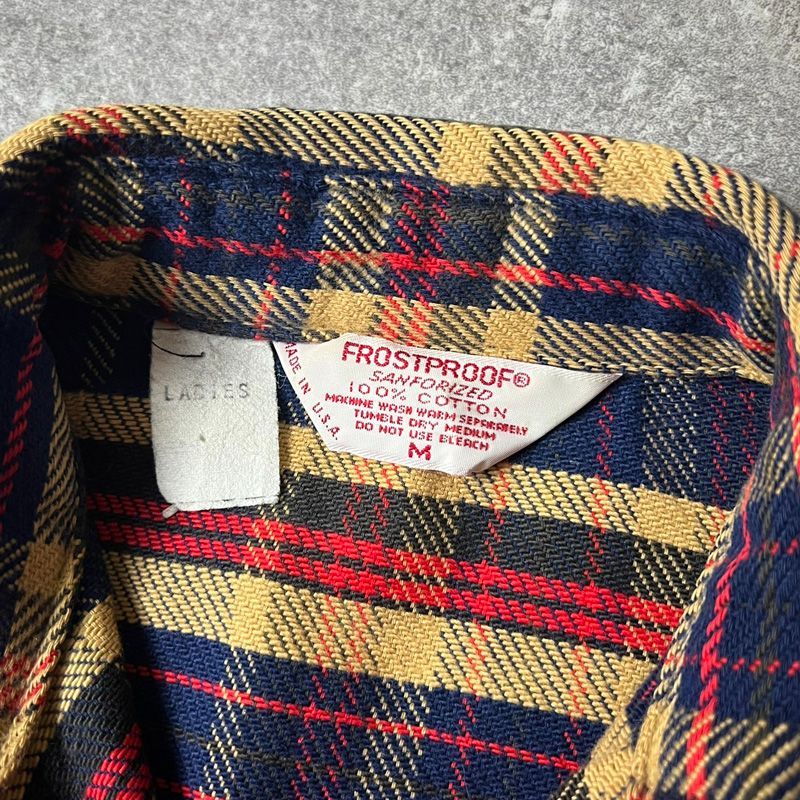 LADIES
FROSTPROOF®
SANFORIZED
100% COTTON
MACHINE WASH WARM SEPARATELY
TUMBLE DRY MEDIUM
DO NOT USE BLEACH
M
MADE IN U.S.A.